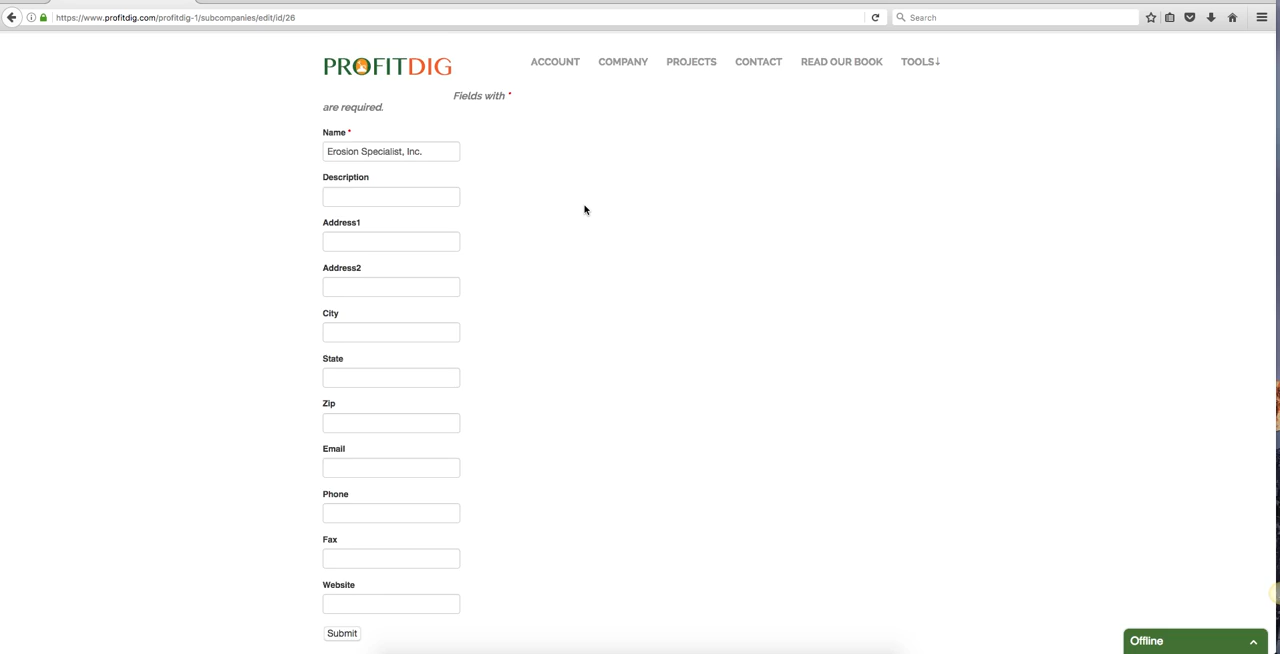 https://www.profitdig.com/profitdig-1/subcompanies/edit/id/26
Search
PROFITDIG
ACCOUNT COMPANY PROJECTS CONTACT READ OUR BOOK TOOLS↓
Fields with *
are required.
Name *
Erosion Specialist, Inc.
Description
Address1
Address2
City
State
Zip
Email
Phone
Fax
Website
Submit
Offline